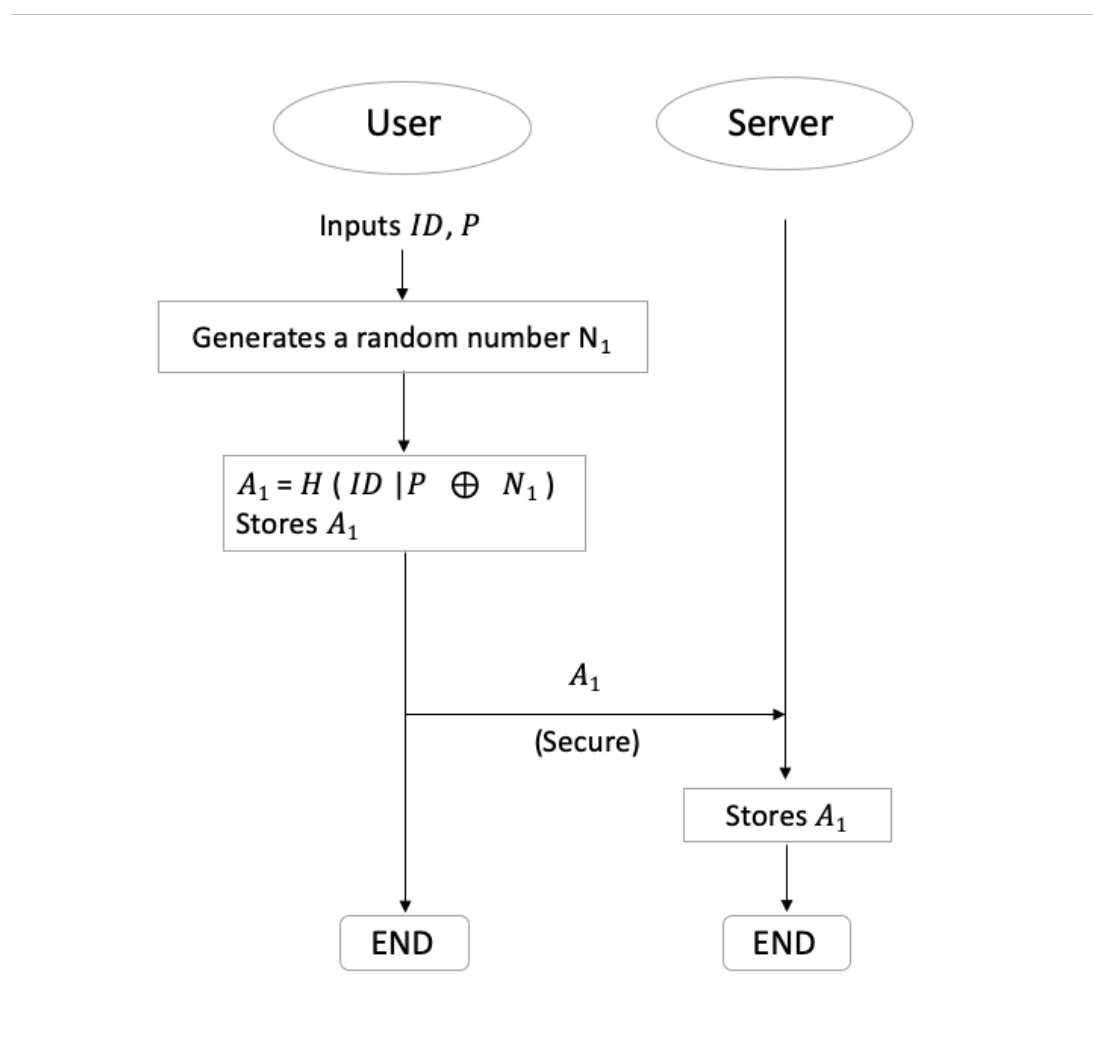 User
Server
Inputs ID, P
Generates a random number N₁
A₁ = H ( ID |P ⊕ N₁ )
Stores A₁
A₁
(Secure)
Stores A₁
END
END